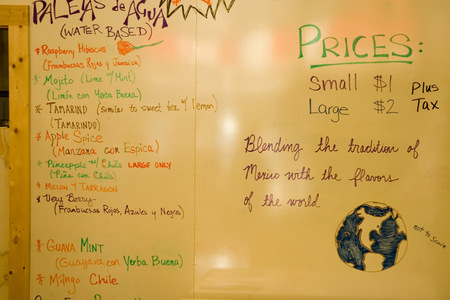 PALETAS de AGUA
(WATER BASED)
* Raspberry Hibiscus
(Frambuesas Rojas y Jamaica)
* Mojito (Lime & Mint)
(Limón con Yerba Buena)
* TAMARIND (similar to sweet tea & lemon)
(TAMARINDO)
* Apple Spice
(Manzana con Especia)
* Pineapple w/ Chile LARGE ONLY
(Piña con Chile)
* MELON Y TARRAGON
* Very Berry
(Frambuesas Rojas, Azules y Negras)
* GUAVA MINT
(Guayava con Yerba Buena)
* Mango Chile
PRICES:
Small $1
Large $2
Plus
Tax
Blending the tradition of
Mexico with the flavors
of the world
not to scale